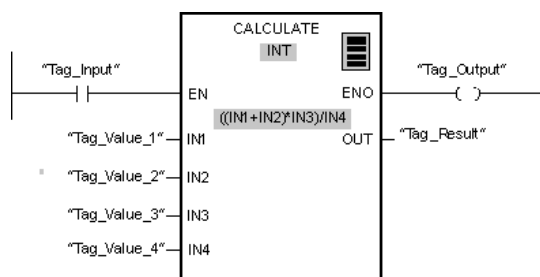 CALCULATE
INT
"Tag_Input"
"Tag_Output"
EN
ENO
((IN1+IN2)*IN3)/IN4
"Tag_Value_1"
IN1
OUT
"Tag_Result"
"Tag_Value_2"
IN2
"Tag_Value_3"
IN3
"Tag_Value_4"
IN4